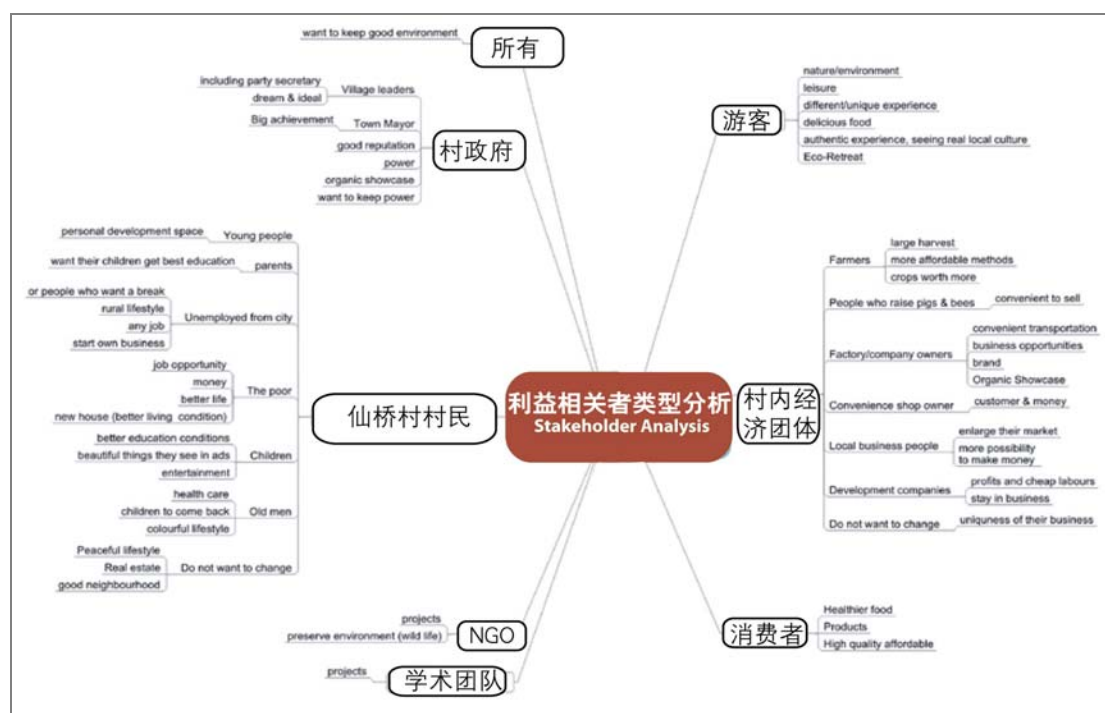 want to keep good environment
所有
including party secretary
dream & ideal
Village leaders
Big achievement
Town Mayor
good reputation
power
organic showcase
want to keep power
村政府
personal development space
Young people
want their children get best education
parents
or people who want a break
rural lifestyle
any job
start own business
Unemployed from city
job opportunity
money
better life
new house (better living condition)
The poor
better education conditions
beautiful things they see in ads
entertainment
Children
health care
children to come back
colourful lifestyle
Old men
Peaceful lifestyle
Real estate
good neighbourhood
Do not want to change
仙桥村村民
projects
preserve environment (wild life)
NGO
projects
学术团队
利益相关者类型分析
Stakeholder Analysis
游客
nature/environment
leisure
different/unique experience
delicious food
authentic experience, seeing real local culture
Eco-Retreat
村内经
济团体
Farmers
large harvest
more affordable methods
crops worth more
People who raise pigs & bees
convenient to sell
Factory/company owners
convenient transportation
business opportunities
brand
Organic Showcase
Convenience shop owner
customer & money
Local business people
enlarge their market
more possibility
to make money
Development companies
profits and cheap labours
stay in business
Do not want to change
uniquness of their business
消费者
Healthier food
Products
High quality affordable